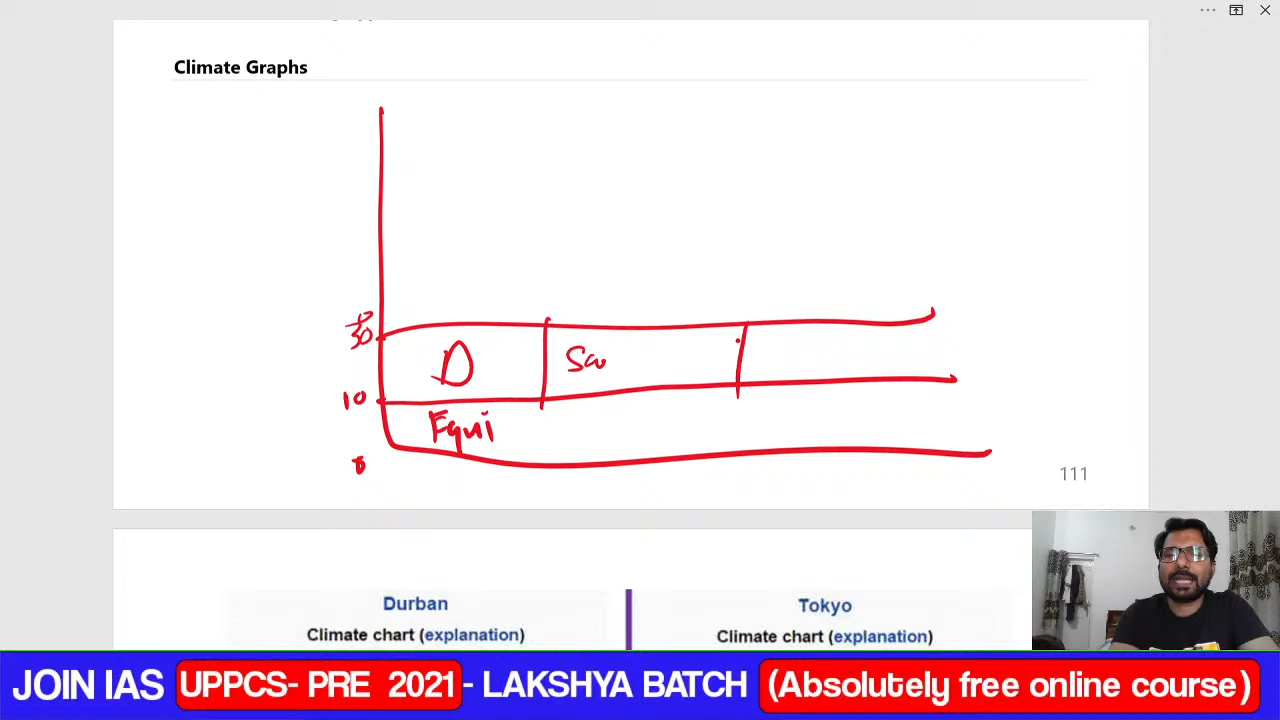 Climate Graphs
30
D
Sav
10
Equi
0
111
Durban
Tokyo
Climate chart (explanation)
Climate chart (explanation)
JOIN IAS UPPCS- PRE 2021 - LAKSHYA BATCH (Absolutely free online course)